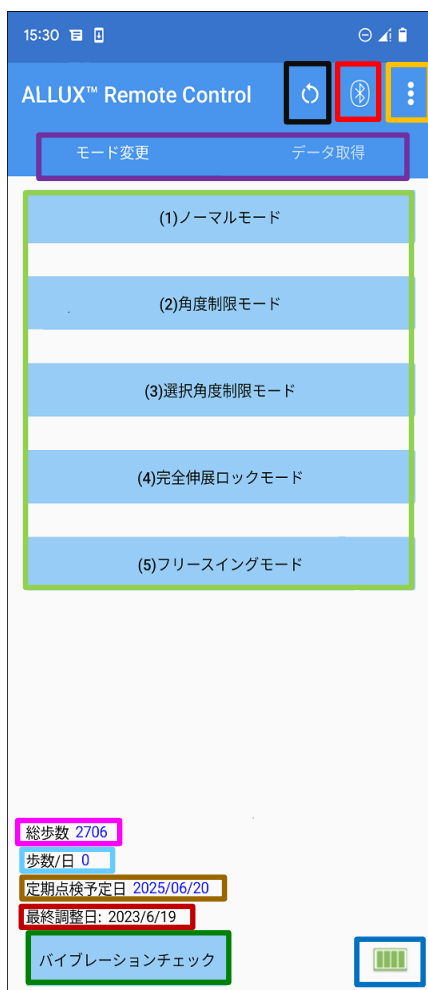 15:30
ALLUX™ Remote Control
モード変更 データ取得
(1)ノーマルモード
(2)角度制限モード
(3)選択角度制限モード
(4)完全伸展ロックモード
(5)フリースイングモード
総歩数 2706
歩数/日 0
定期点検予定日 2025/06/20
最終調整日: 2023/6/19
バイブレーションチェック